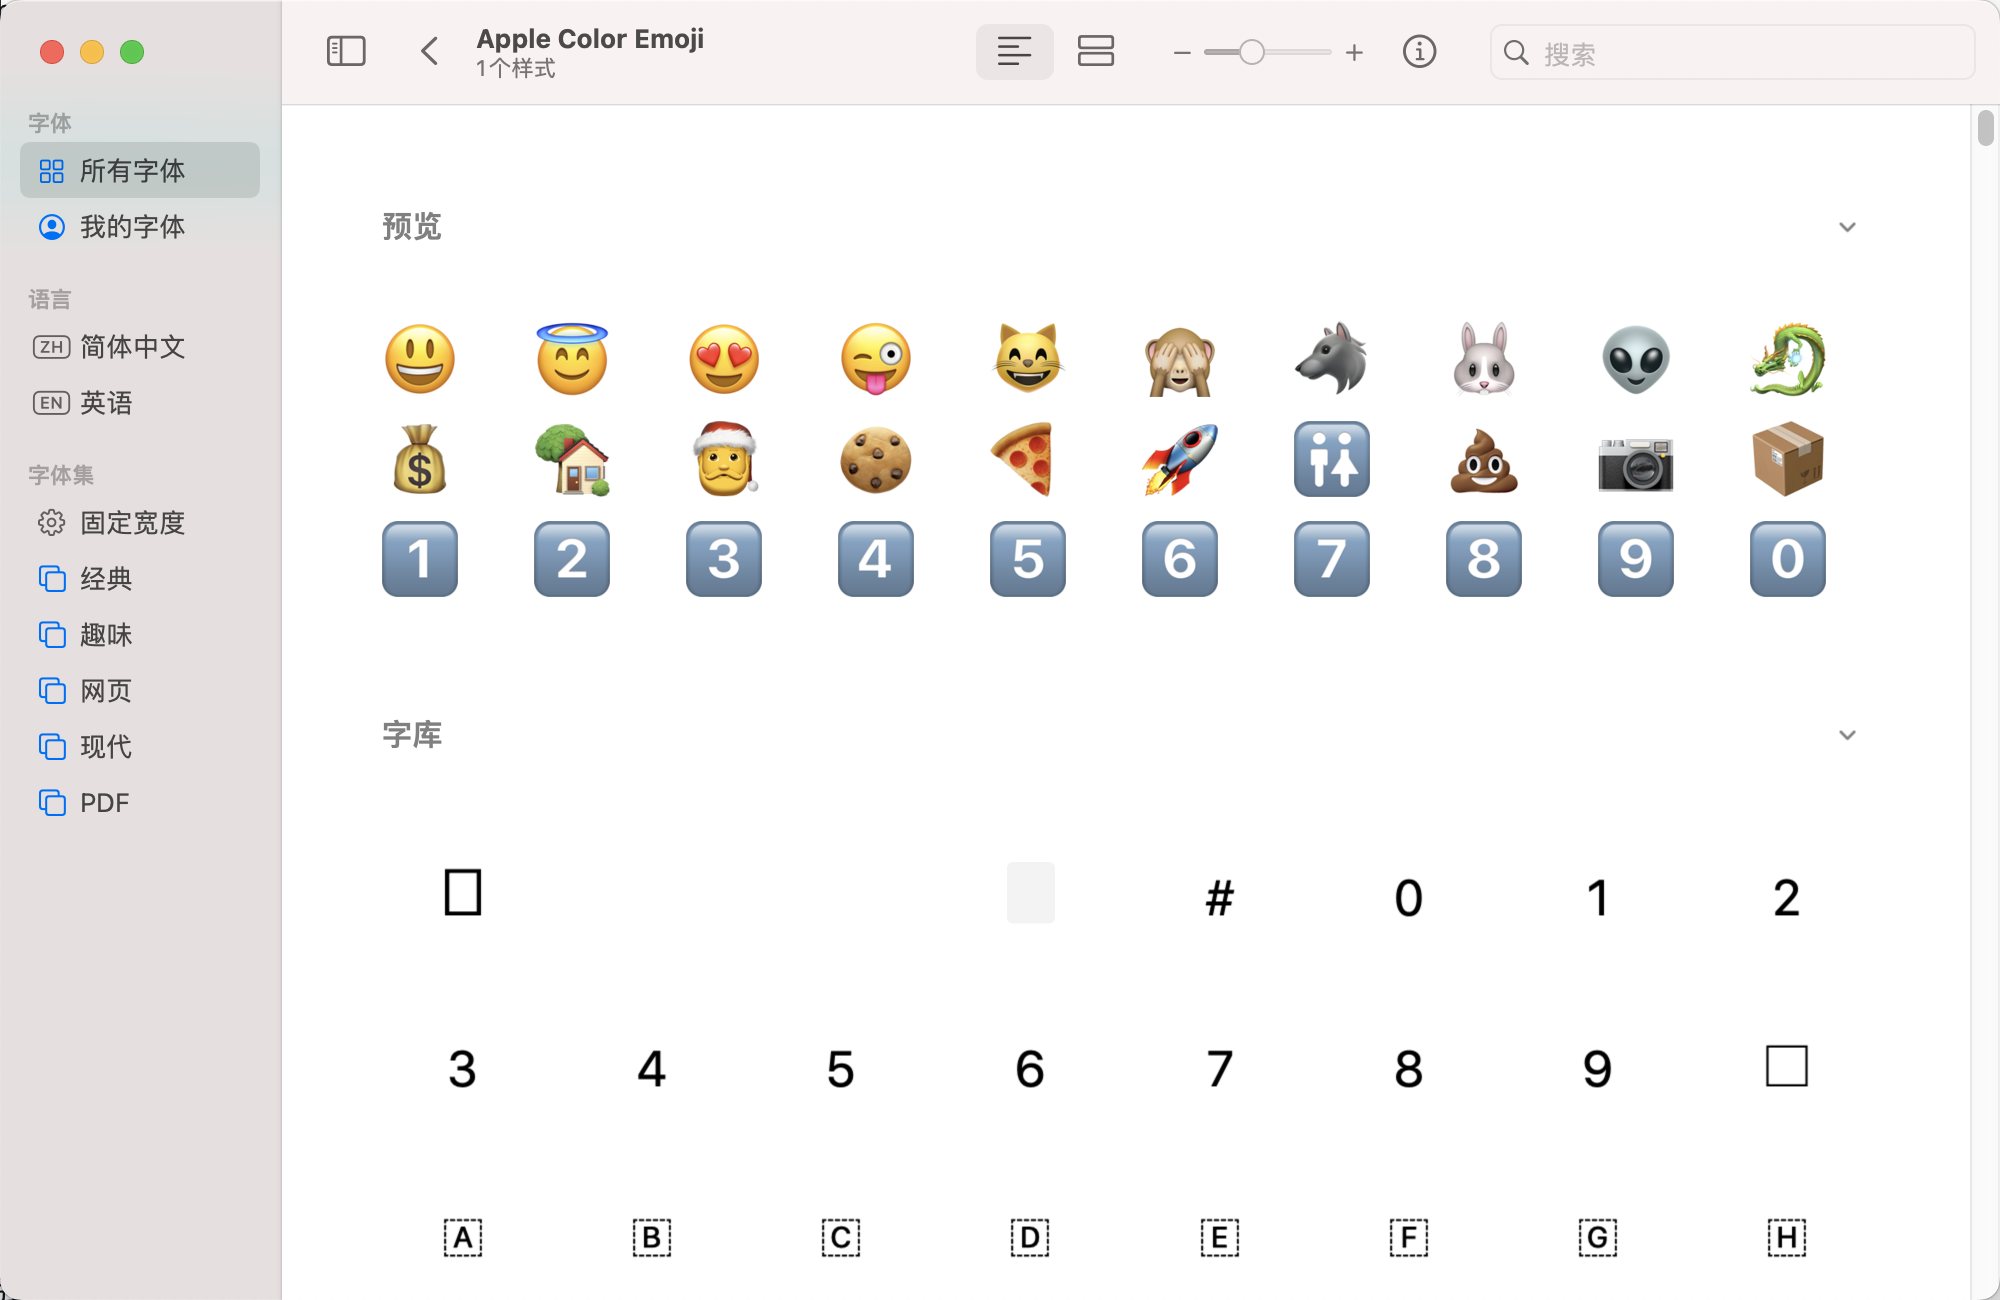 Apple Color Emoji
1个样式
搜索
字体
所有字体
我的字体
语言
ZH 简体中文
EN 英语
字体集
固定宽度
经典
趣味
网页
现代
PDF
预览
1 2 3 4 5 6 7 8 9 0
字库
# 0 1 2
3 4 5 6 7 8 9
A B C D E F G H